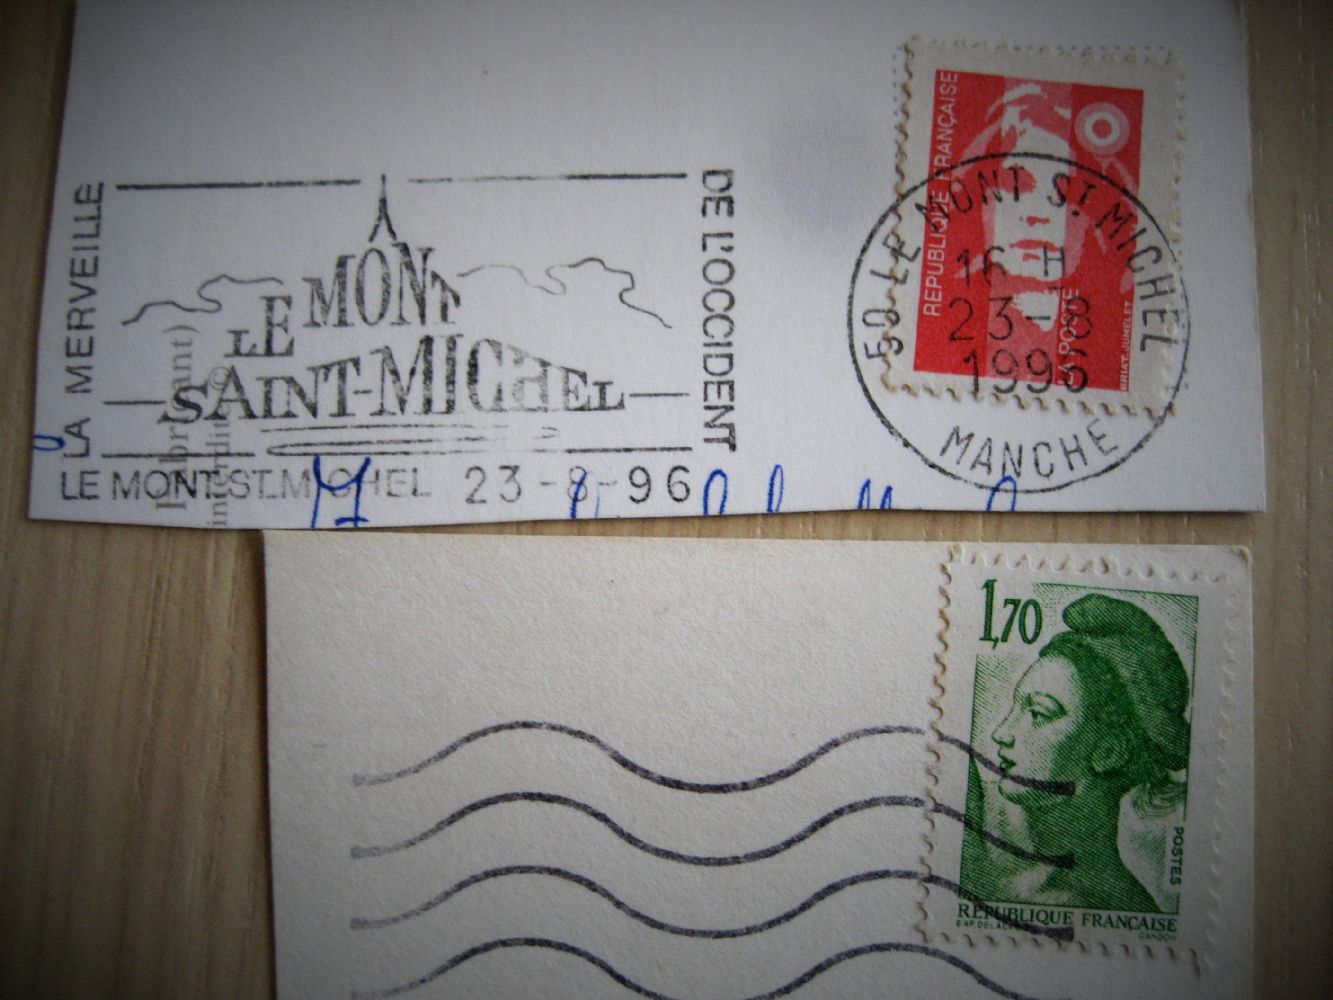 LA MERVEILLE
DE L'OCCIDENT
LE MONT
SAINT-MICHEL
LE MONT ST. MICHEL 23-8-96
REPUBLIQUE FRANÇAISE
LA POSTE
BRIAT. JUMELET
50 LE MONT ST. MICHEL
16 H
23-8
1996
MANCHE
1,70
POSTES
RÉPUBLIQUE FRANÇAISE
GANDON